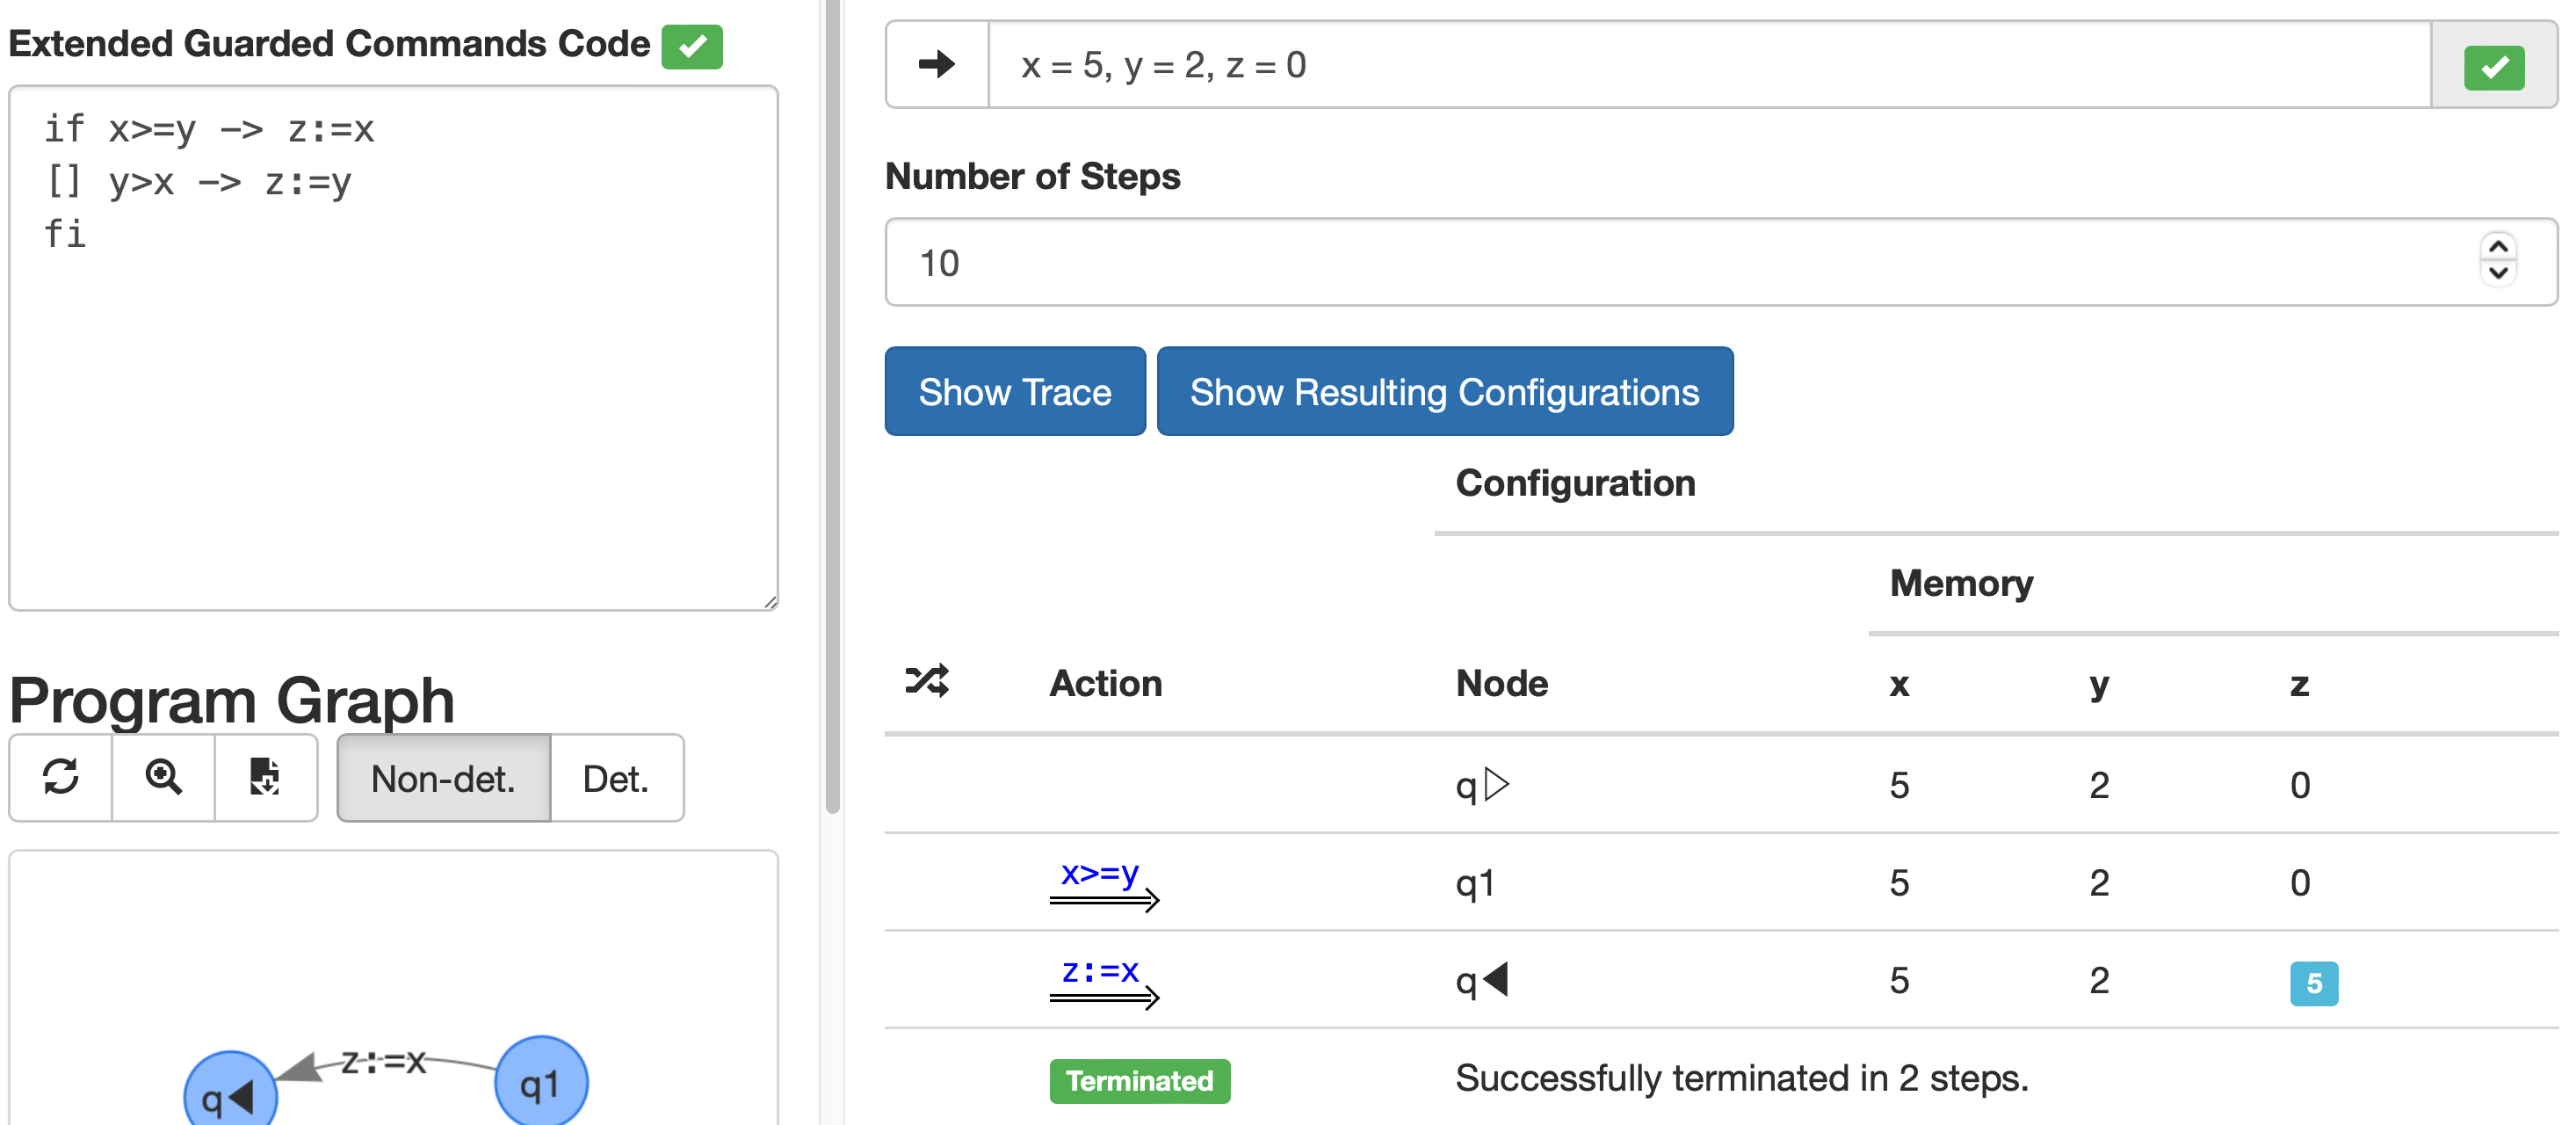 Extended Guarded Commands Code
if x>=y -> z:=x
[] y>x -> z:=y
fi
Program Graph
Non-det. Det.
q◀ z:=x q1
x = 5, y = 2, z = 0
Number of Steps
10
Show Trace Show Resulting Configurations
Configuration
Memory
Action Node x y z
q▷ 5 2 0
x>=y q1 5 2 0
z:=x q◀ 5 2 5
Terminated Successfully terminated in 2 steps.